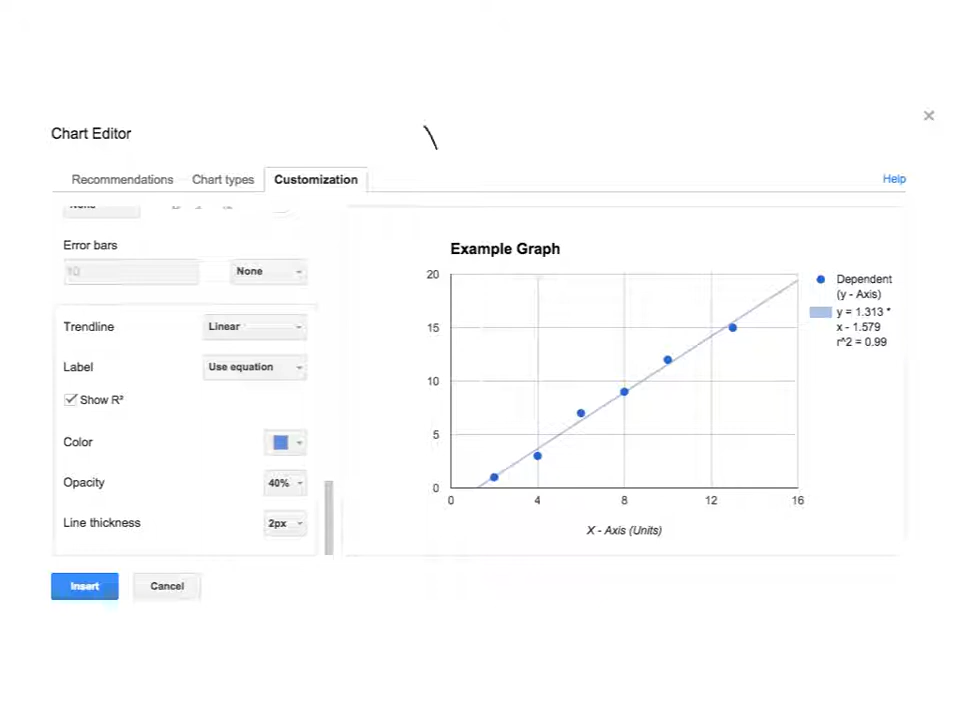 Chart Editor
Recommendations Chart types Customization Help
None
Error bars
10 None
Trendline Linear
Label Use equation
Show R²
Color
Opacity 40%
Line thickness 2px
Insert Cancel
Example Graph
20
15
10
5
0
0 4 8 12 16
X - Axis (Units)
Dependent
(y - Axis)
y = 1.313 *
x - 1.579
r^2 = 0.99